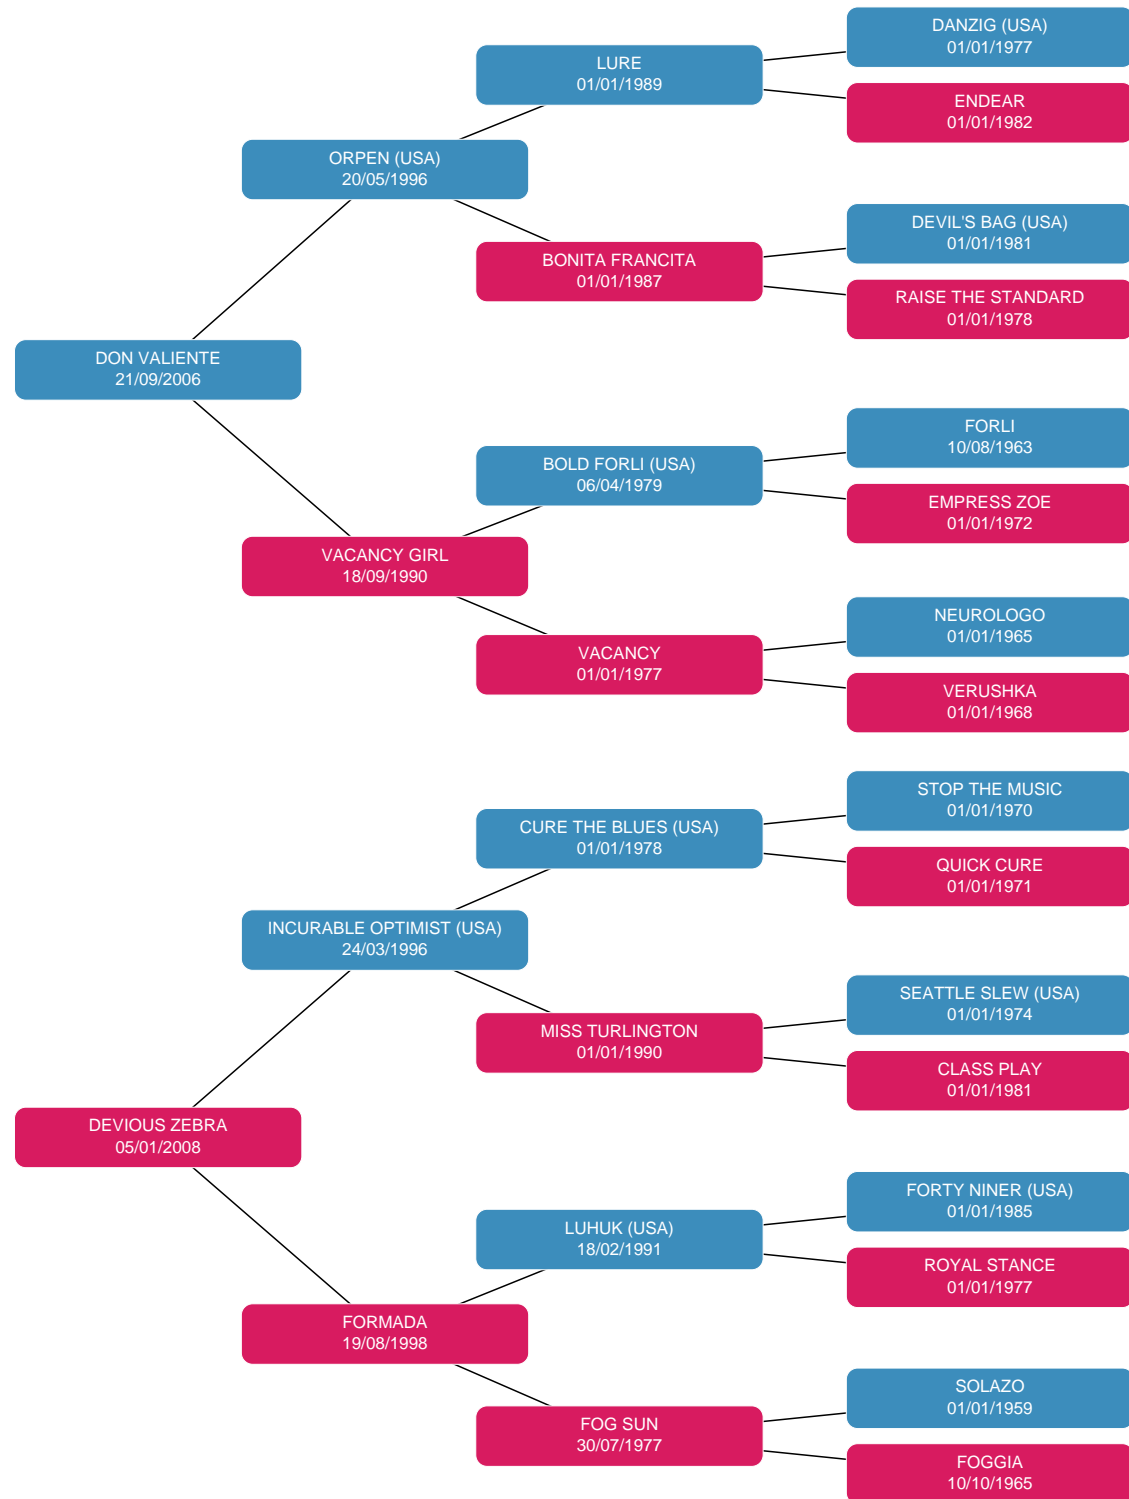 DANZIG (USA)
01/01/1977
LURE
01/01/1989
ENDEAR
01/01/1982
ORPEN (USA)
20/05/1996
DEVIL'S BAG (USA)
01/01/1981
BONITA FRANCITA
01/01/1987
RAISE THE STANDARD
01/01/1978
DON VALIENTE
21/09/2006
FORLI
10/08/1963
BOLD FORLI (USA)
06/04/1979
EMPRESS ZOE
01/01/1972
VACANCY GIRL
18/09/1990
NEUROLOGO
01/01/1965
VACANCY
01/01/1977
VERUSHKA
01/01/1968
STOP THE MUSIC
01/01/1970
CURE THE BLUES (USA)
01/01/1978
QUICK CURE
01/01/1971
INCURABLE OPTIMIST (USA)
24/03/1996
SEATTLE SLEW (USA)
01/01/1974
MISS TURLINGTON
01/01/1990
CLASS PLAY
01/01/1981
DEVIOUS ZEBRA
05/01/2008
FORTY NINER (USA)
01/01/1985
LUHUK (USA)
18/02/1991
ROYAL STANCE
01/01/1977
FORMADA
19/08/1998
SOLAZO
01/01/1959
FOG SUN
30/07/1977
FOGGIA
10/10/1965